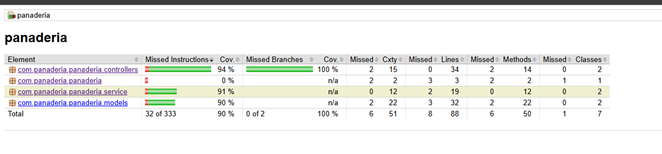 panaderia
panaderia
Element Missed Instructions Cov. Missed Branches Cov. Missed Cxty Missed Lines Missed Methods Missed Classes
com.panaderia.panaderia.controllers 94 % 100 % 2 15 0 34 2 14 0 2
com.panaderia.panaderia 0 % n/a 2 2 3 3 2 2 1 1
com.panaderia.panaderia.service 91 % n/a 0 12 2 19 0 12 0 2
com.panaderia.panaderia.models 90 % n/a 2 22 3 32 2 22 0 2
Total 32 of 333 90 % 0 of 2 100 % 6 51 8 88 6 50 1 7